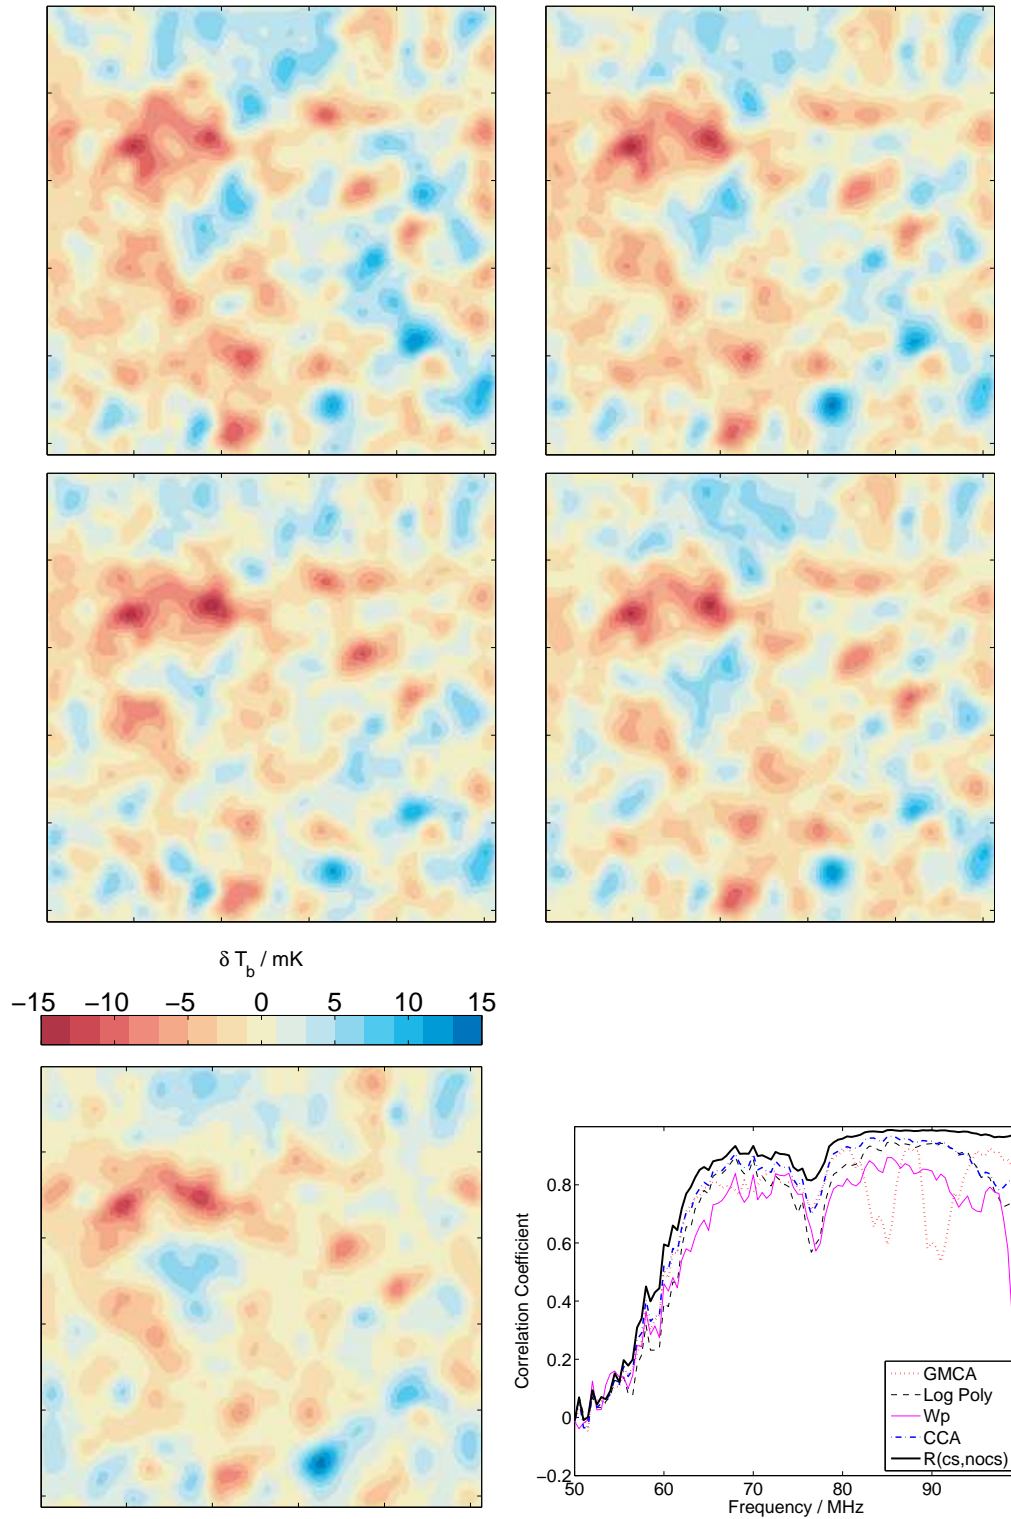 δ T_b / mK
−15 −10 −5 0 5 10 15
Correlation Coefficient
0.8
0.6
0.4
0.2
0
−0.2
50 60 70 80 90
Frequency / MHz
GMCA
Log Poly
Wp
CCA
R(cs,nocs)